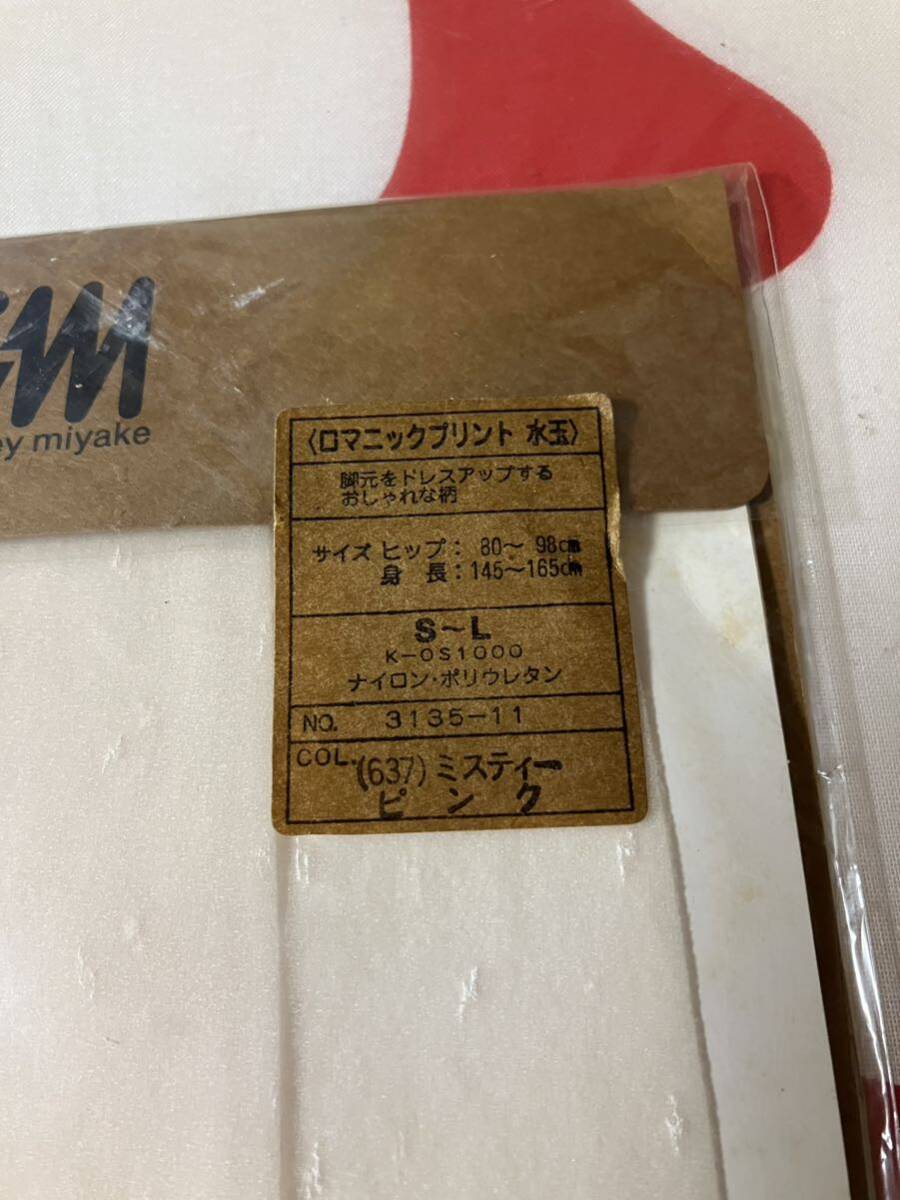 miyake
〈ロマニックプリント 水玉〉
脚元をドレスアップする
おしゃれな柄
サイズ ヒップ: 80〜 98cm
身 長:145〜165cm
S〜L
K-OS1000
ナイロン・ポリウレタン
NO. 3135-11
COL. (637) ミスティー
ピンク